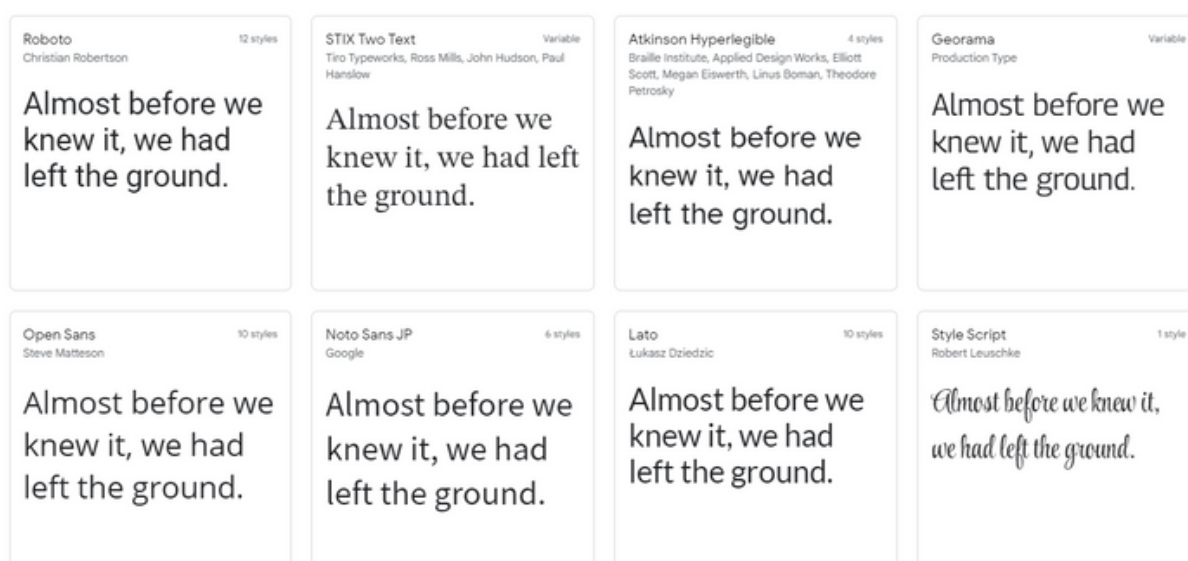 Roboto 12 styles
Christian Robertson
Almost before we
knew it, we had
left the ground.
STIX Two Text Variable
Tiro Typeworks, Ross Mills, John Hudson, Paul
Hanslow
Almost before we
knew it, we had left
the ground.
Atkinson Hyperlegible 4 styles
Braille Institute, Applied Design Works, Elliott
Scott, Megan Eiswerth, Linus Boman, Theodore
Petrosky
Almost before we
knew it, we had
left the ground.
Georama Variable
Production Type
Almost before we
knew it, we had
left the ground.
Open Sans 10 styles
Steve Matteson
Almost before we
knew it, we had
left the ground.
Noto Sans JP 6 styles
Google
Almost before we
knew it, we had
left the ground.
Lato 10 styles
Łukasz Dziedzic
Almost before we
knew it, we had
left the ground.
Style Script 1 style
Robert Leuschke
Almost before we knew it,
we had left the ground.